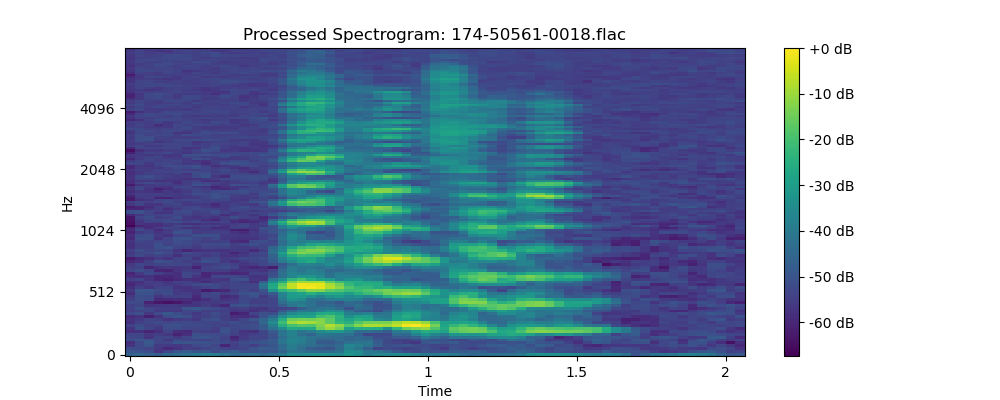 Processed Spectrogram: 174-50561-0018.flac
Hz
4096
2048
1024
512
0
0
0.5
1
1.5
2
Time
+0 dB
-10 dB
-20 dB
-30 dB
-40 dB
-50 dB
-60 dB